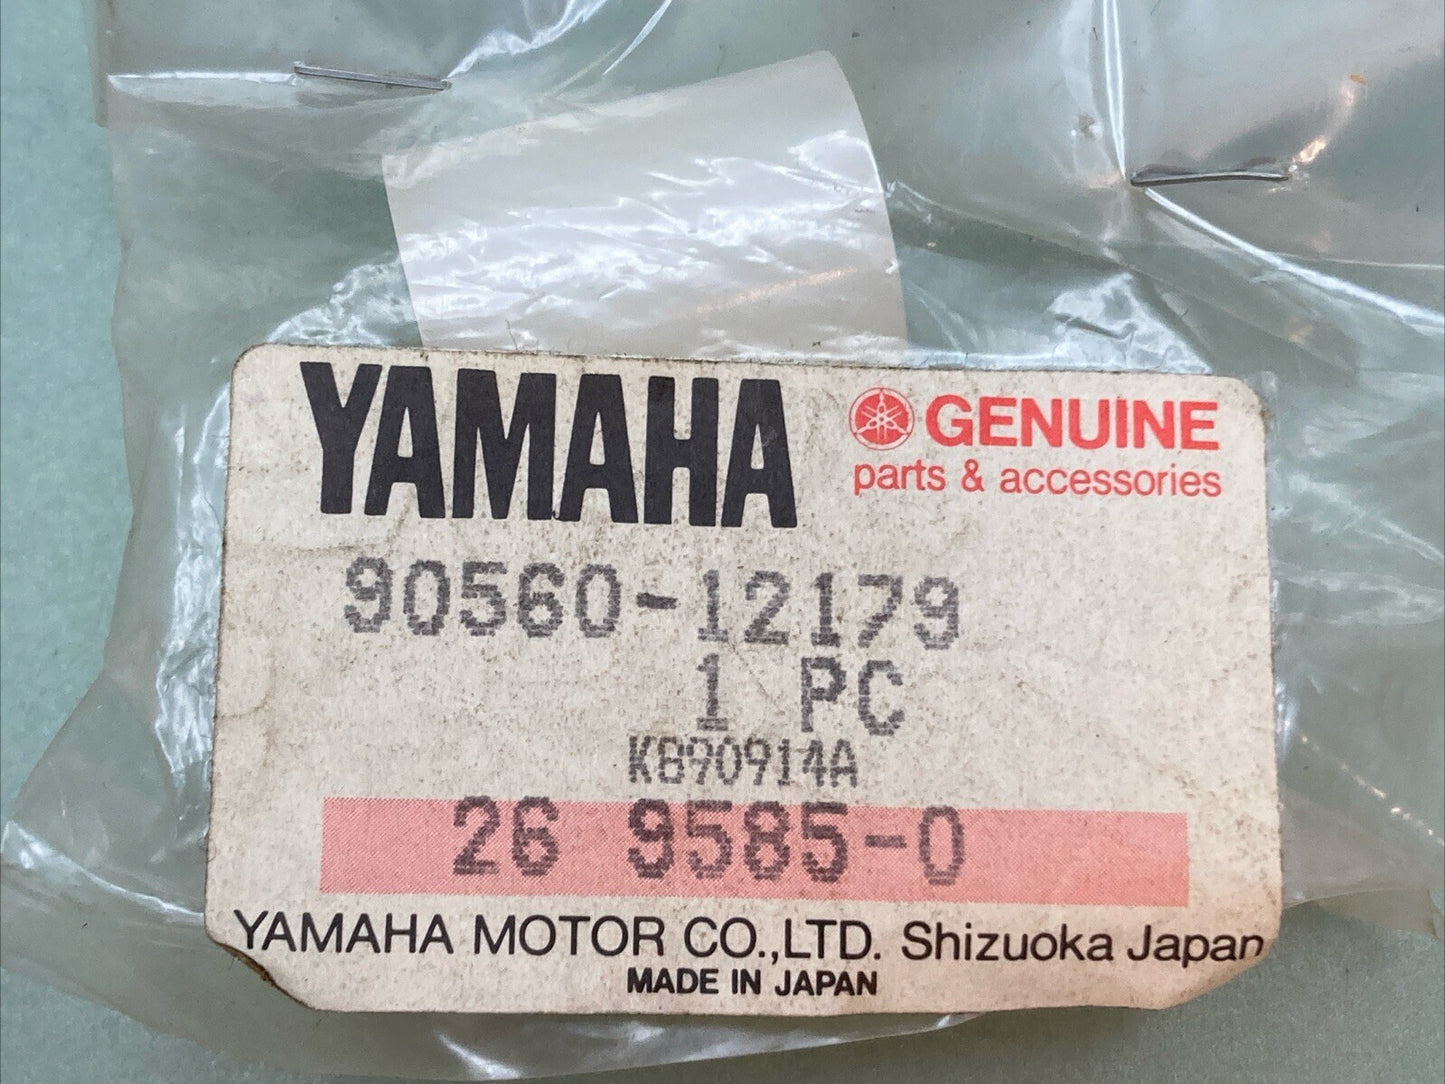 YAMAHA GENUINE
parts & accessories
90560-12179
1 PC
K890914A
26 9585-0
YAMAHA MOTOR CO.,LTD. Shizuoka Japan
MADE IN JAPAN